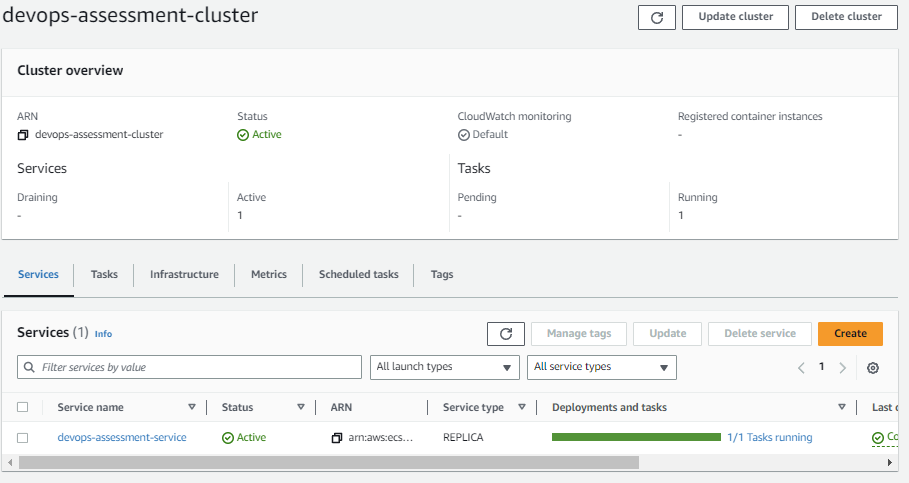 devops-assessment-cluster
Update cluster
Delete cluster
Cluster overview
ARN
devops-assessment-cluster
Status
Active
CloudWatch monitoring
Default
Registered container instances
-
Services
Draining
-
Active
1
Tasks
Pending
-
Running
1
Services Tasks Infrastructure Metrics Scheduled tasks Tags
Services (1) Info
Manage tags
Update
Delete service
Create
Filter services by value
All launch types
All service types
1
Service name Status ARN Service type Deployments and tasks Last
devops-assessment-service Active arn:aws:ecs... REPLICA 1/1 Tasks running